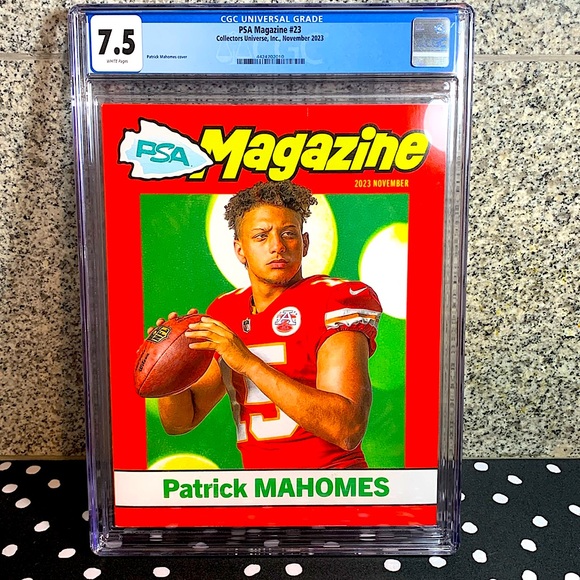 CGC UNIVERSAL GRADE
7.5
WHITE Pages
PSA Magazine #23
Collectors Universe, Inc., November 2023
Patrick Mahomes cover
PSA Magazine
2023 NOVEMBER
15
Patrick MAHOMES